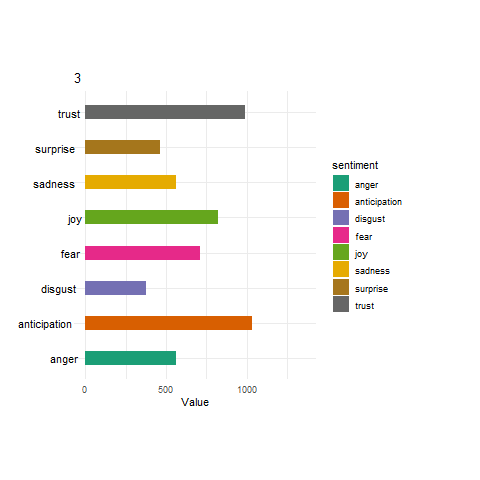 3
trust
surprise
sadness
joy
fear
disgust
anticipation
anger
0 500 1000
Value
sentiment
anger
anticipation
disgust
fear
joy
sadness
surprise
trust